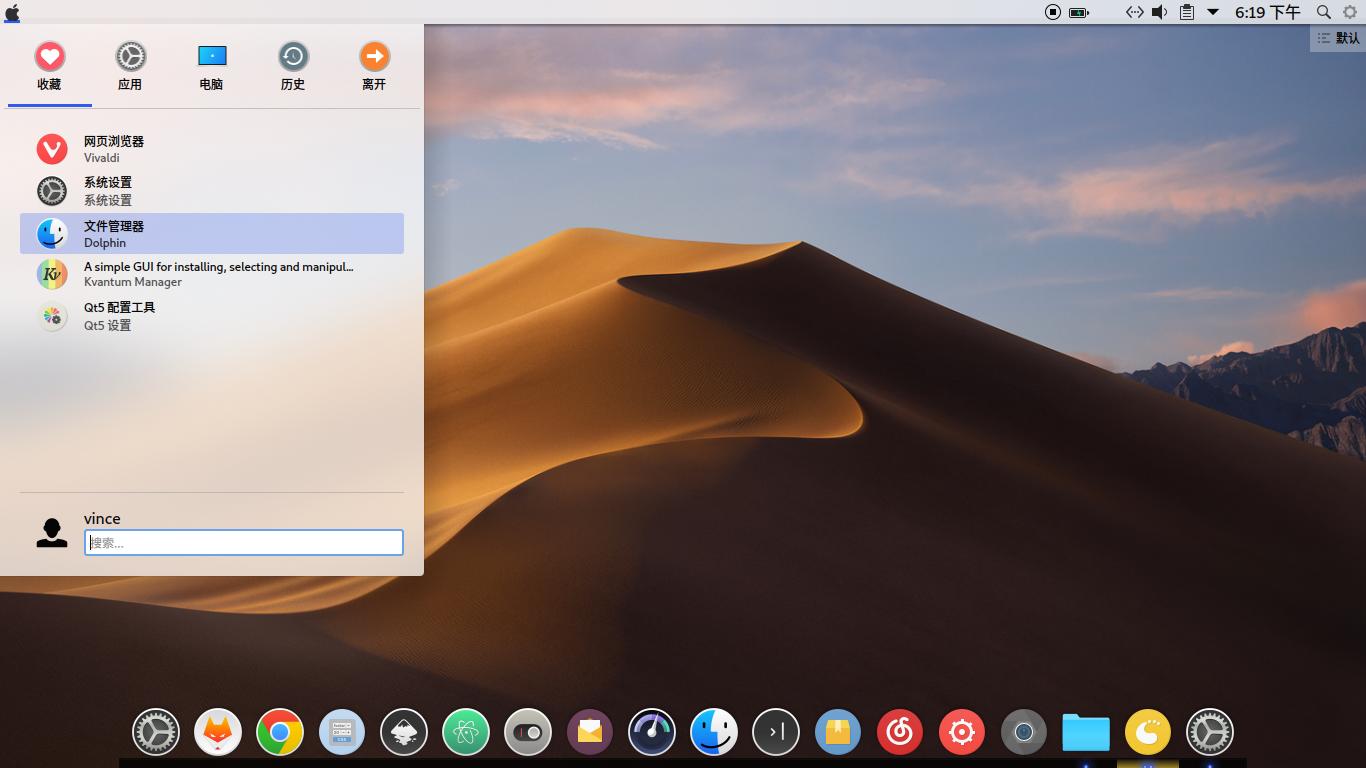 6:19 下午
默认
收藏
应用
电脑
历史
离开
网页浏览器
Vivaldi
系统设置
系统设置
文件管理器
Dolphin
A simple GUI for installing, selecting and manipul...
Kvantum Manager
Qt5 配置工具
Qt5 设置
vince
搜索...